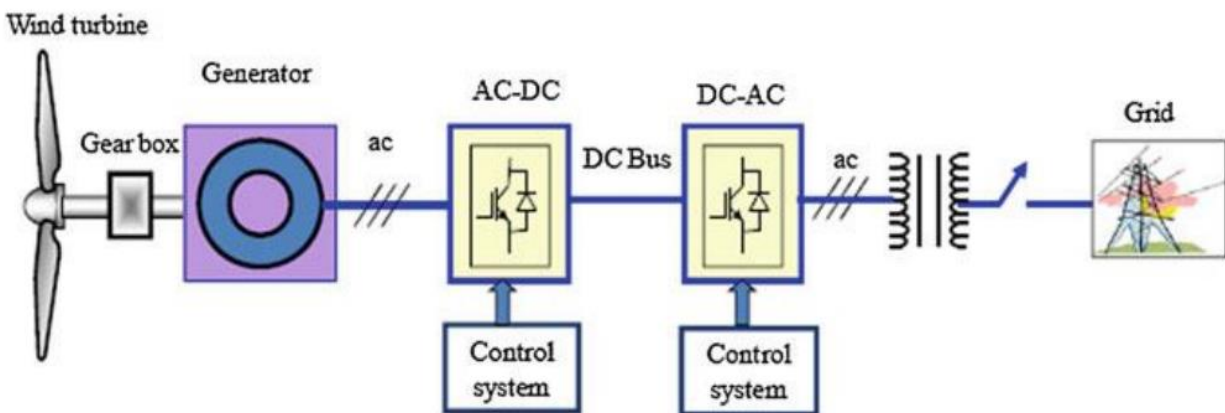 Wind turbine
Generator
Gear box
ac
AC-DC
DC Bus
DC-AC
ac
Grid
Control
system
Control
system